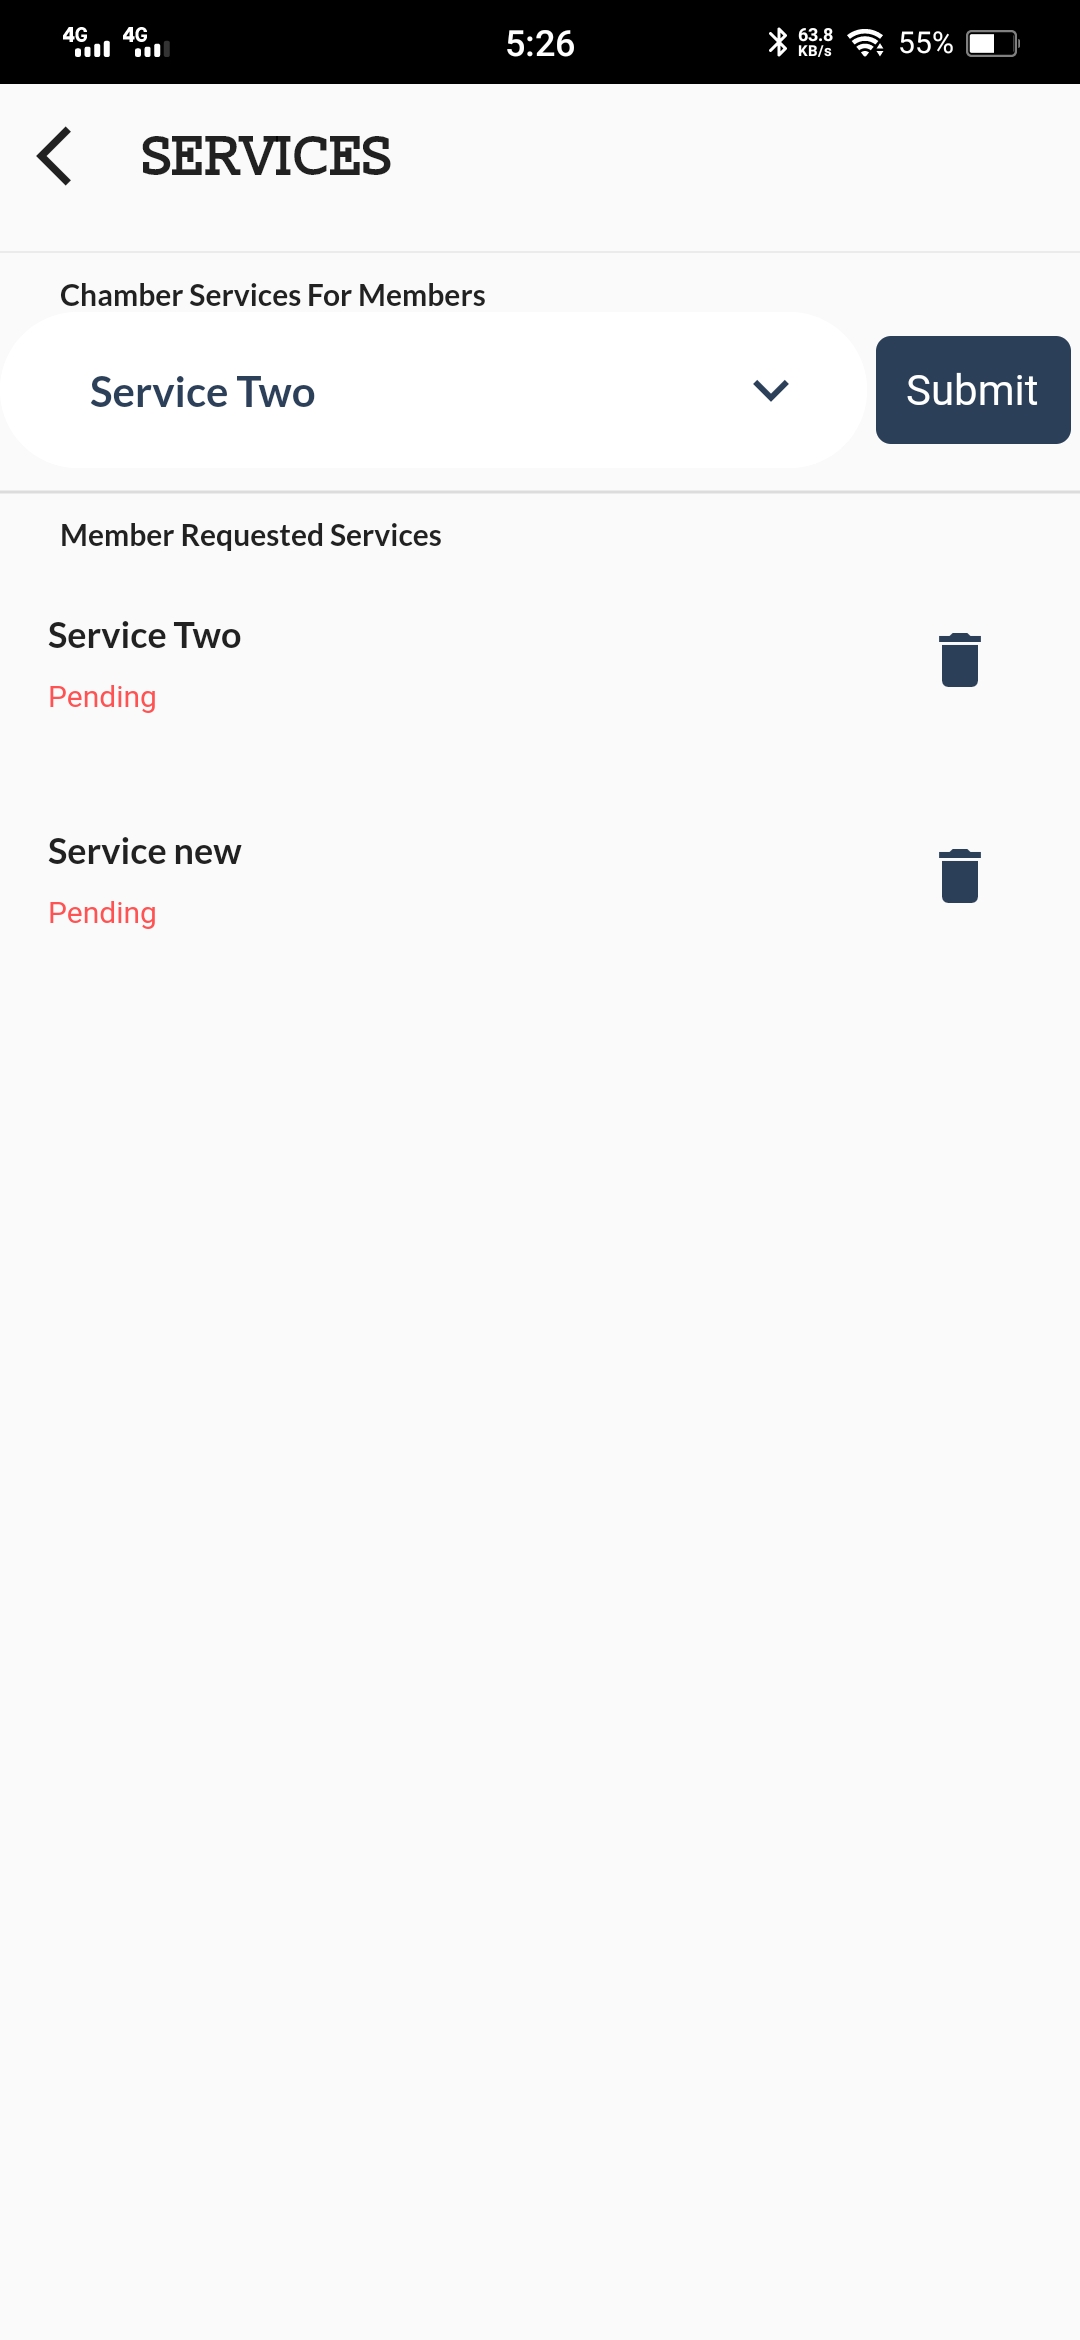 4G 4G 5:26 63.8 KB/s 55%
SERVICES
Chamber Services For Members
Service Two
Submit
Member Requested Services
Service Two
Pending
Service new
Pending